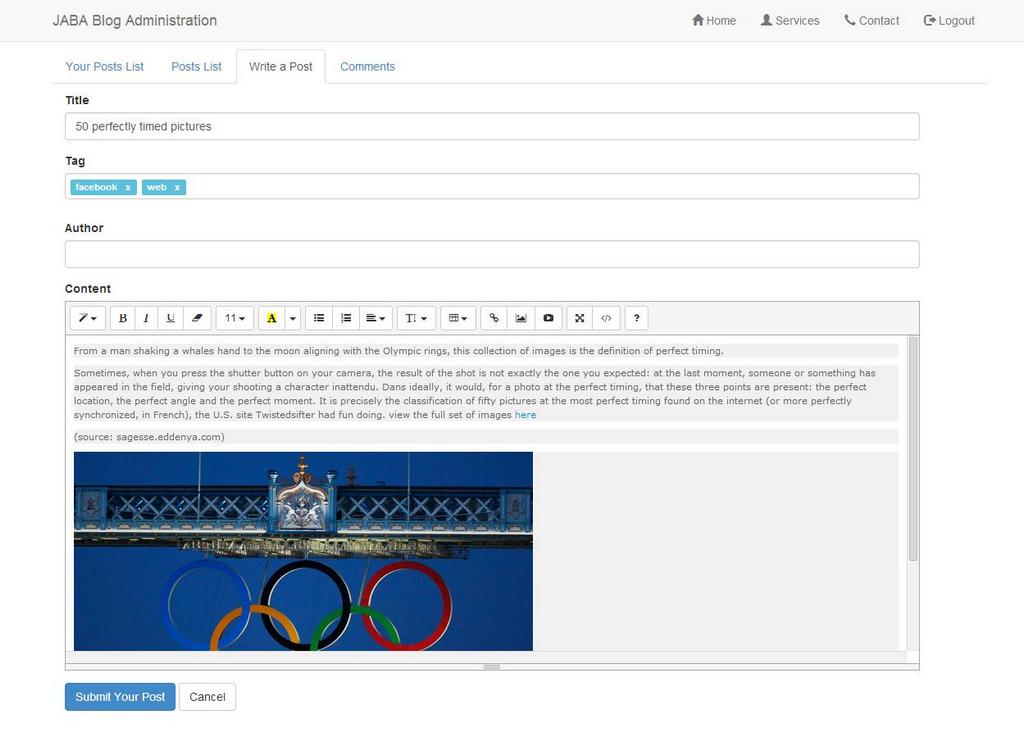 JABA Blog Administration
Home Services Contact Logout
Your Posts List Posts List Write a Post Comments
Title
50 perfectly timed pictures
Tag
facebook x web x
Author
Content
B I U 11 A T ?
From a man shaking a whales hand to the moon aligning with the Olympic rings, this collection of images is the definition of perfect timing.
Sometimes, when you press the shutter button on your camera, the result of the shot is not exactly the one you expected: at the last moment, someone or something has
appeared in the field, giving your shooting a character inattendu. Dans ideally, it would, for a photo at the perfect timing, that these three points are present: the perfect
location, the perfect angle and the perfect moment. It is precisely the classification of fifty pictures at the most perfect timing found on the internet (or more perfectly
synchronized, in French), the U.S. site Twistedsifter had fun doing. view the full set of images here
(source: sagesse.eddenya.com)
Submit Your Post Cancel